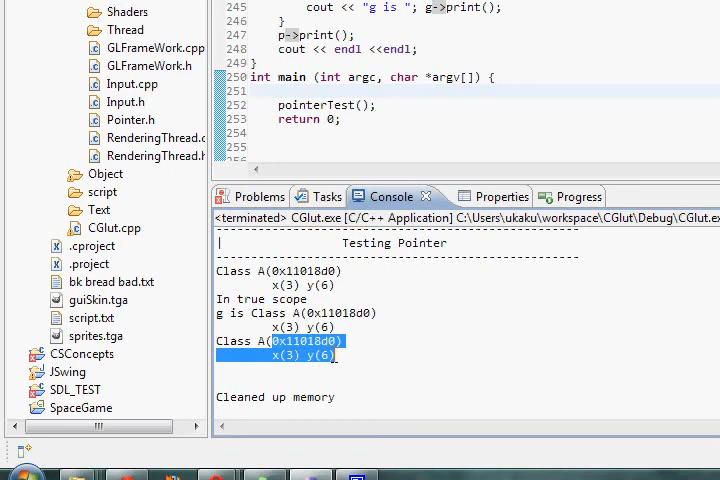 Shaders
Thread
GLFrameWork.cpp
GLFrameWork.h
Input.cpp
Input.h
Pointer.h
RenderingThread.c
RenderingThread.h
Object
script
Text
CGlut.cpp
.cproject
.project
bk bread bad.txt
guiSkin.tga
script.txt
sprites.tga
CSConcepts
JSwing
SDL_TEST
SpaceGame
245 cout << "g is "; g->print();
246 }
247 p->print();
248 cout << endl <<endl;
249 }
250 int main (int argc, char *argv[]) {
251
252 pointerTest();
253 return 0;
254
255
256
Problems Tasks Console Properties Progress
<terminated> CGlut.exe [C/C++ Application] C:\Users\ukaku\workspace\CGlut\Debug\CGlut.ex
-----------------------------------------------------
| Testing Pointer
-----------------------------------------------------
Class A(0x11018d0)
x(3) y(6)
In true scope
g is Class A(0x11018d0)
x(3) y(6)
Class A(0x11018d0)
x(3) y(6)
Cleaned up memory